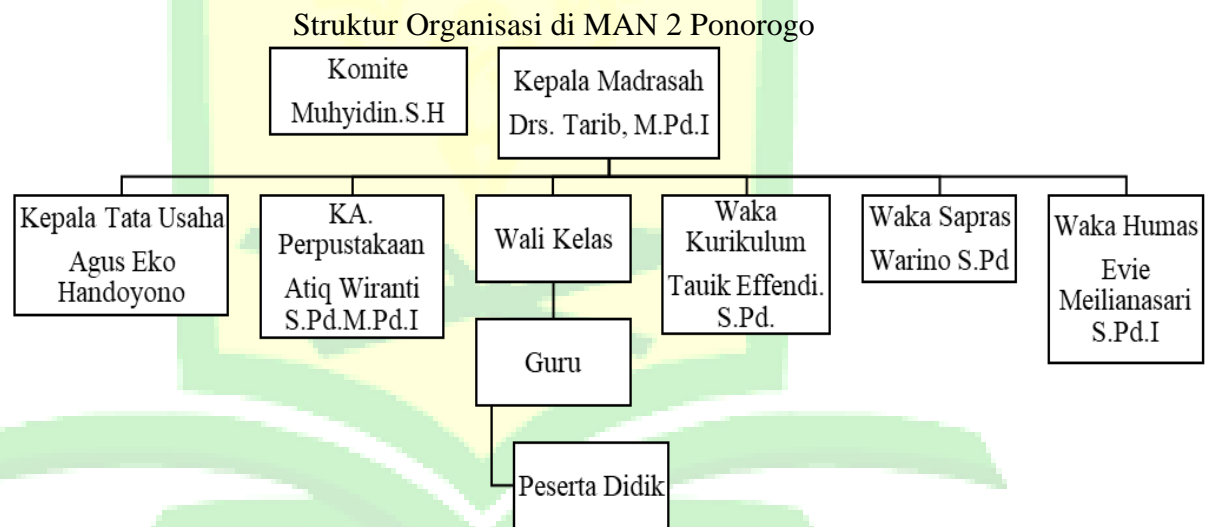 Struktur Organisasi di MAN 2 Ponorogo
Komite
Muhyidin.S.H
Kepala Madrasah
Drs. Tarib, M.Pd.I
Kepala Tata Usaha
Agus Eko
Handoyono
KA.
Perpustakaan
Atiq Wiranti
S.Pd.M.Pd.I
Wali Kelas
Waka
Kurikulum
Tauik Effendi.
S.Pd.
Waka Sapras
Warino S.Pd
Waka Humas
Evie
Meilianasari
S.Pd.I
Guru
Peserta Didik